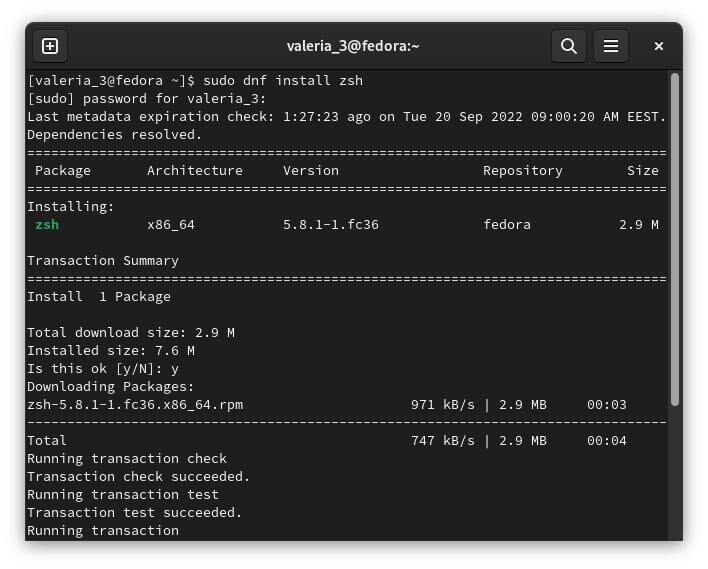 valeria_3@fedora:~
[valeria_3@fedora ~]$ sudo dnf install zsh
[sudo] password for valeria_3:
Last metadata expiration check: 1:27:23 ago on Tue 20 Sep 2022 09:00:20 AM EEST.
Dependencies resolved.
================================================================================
 Package       Architecture     Version                  Repository        Size
================================================================================
Installing:
 zsh           x86_64           5.8.1-1.fc36             fedora           2.9 M

Transaction Summary
================================================================================
Install  1 Package

Total download size: 2.9 M
Installed size: 7.6 M
Is this ok [y/N]: y
Downloading Packages:
zsh-5.8.1-1.fc36.x86_64.rpm                     971 kB/s | 2.9 MB     00:03
--------------------------------------------------------------------------------
Total                                           747 kB/s | 2.9 MB     00:04
Running transaction check
Transaction check succeeded.
Running transaction test
Transaction test succeeded.
Running transaction